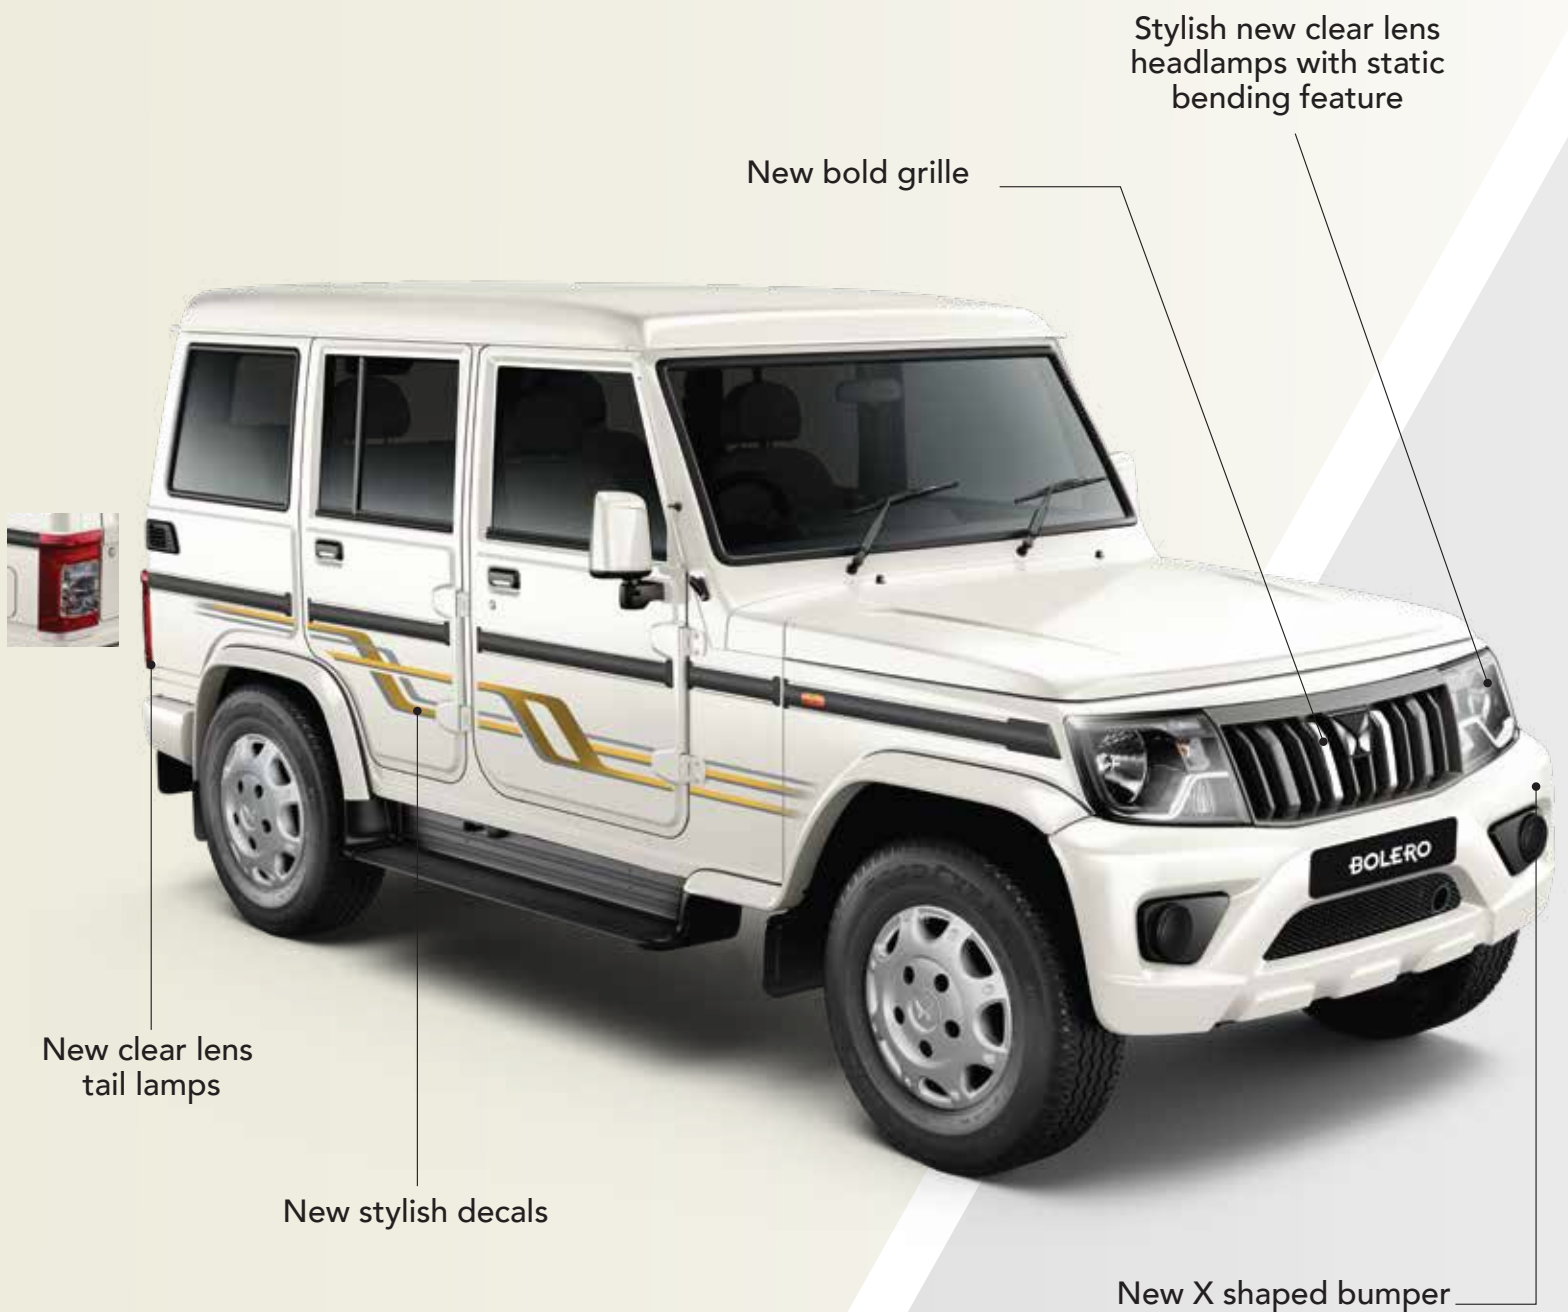 Stylish new clear lens
headlamps with static
bending feature
New bold grille
BOLERO
New clear lens
tail lamps
New stylish decals
New X shaped bumper